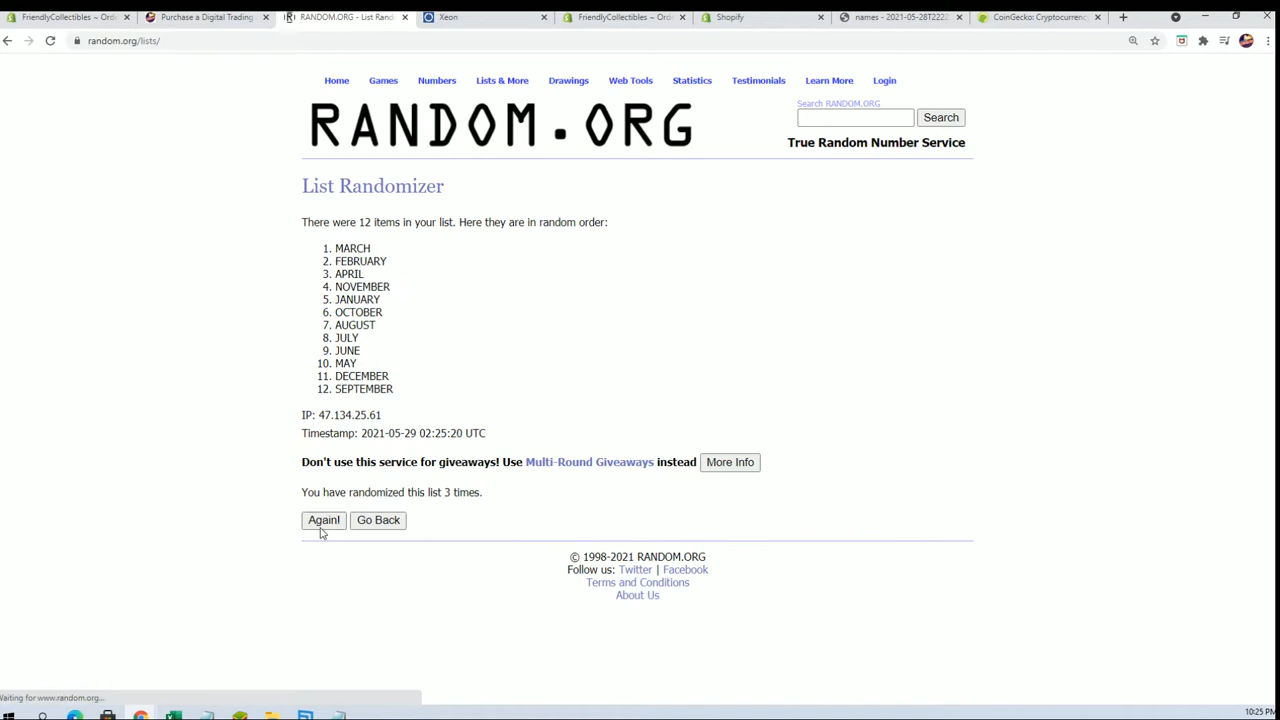 FriendlyCollectibles ~ Orde
Purchase a Digital Trading
RANDOM.ORG - List Rando
Xeon
FriendlyCollectibles ~ Orde
Shopify
names - 2021-05-28T2222
CoinGecko: Cryptocurrency
random.org/lists/
Home Games Numbers Lists & More Drawings Web Tools Statistics Testimonials Learn More Login
RANDOM.ORG
Search RANDOM.ORG
Search
True Random Number Service
List Randomizer
There were 12 items in your list. Here they are in random order:
1. MARCH
2. FEBRUARY
3. APRIL
4. NOVEMBER
5. JANUARY
6. OCTOBER
7. AUGUST
8. JULY
9. JUNE
10. MAY
11. DECEMBER
12. SEPTEMBER
IP: 47.134.25.61
Timestamp: 2021-05-29 02:25:20 UTC
Don't use this service for giveaways! Use Multi-Round Giveaways instead More Info
You have randomized this list 3 times.
Again! Go Back
© 1998-2021 RANDOM.ORG
Follow us: Twitter | Facebook
Terms and Conditions
About Us
Waiting for www.random.org...
10:25 PM